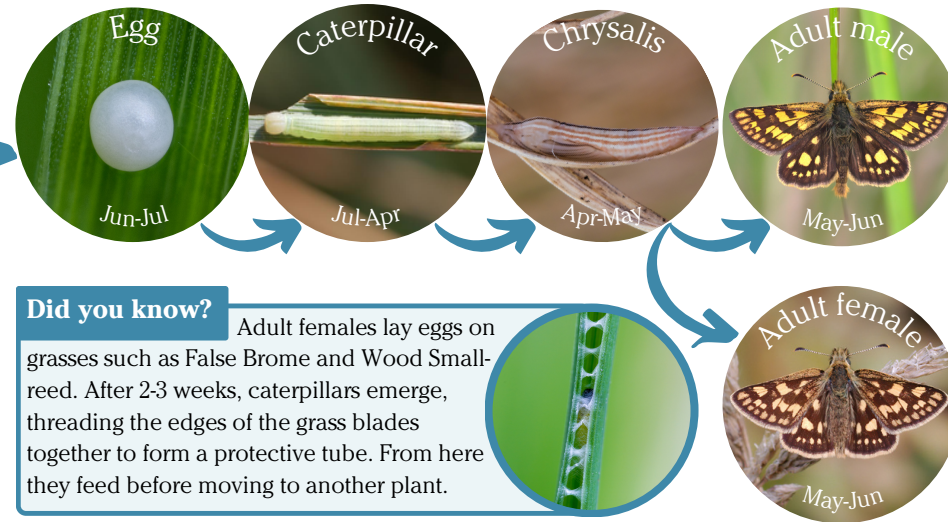 Egg
Jun-Jul
Caterpillar
Jul-Apr
Chrysalis
Apr-May
Adult male
May-Jun
Did you know?
Adult females lay eggs on
grasses such as False Brome and Wood Small-
reed. After 2-3 weeks, caterpillars emerge,
threading the edges of the grass blades
together to form a protective tube. From here
they feed before moving to another plant.
Adult female
May-Jun